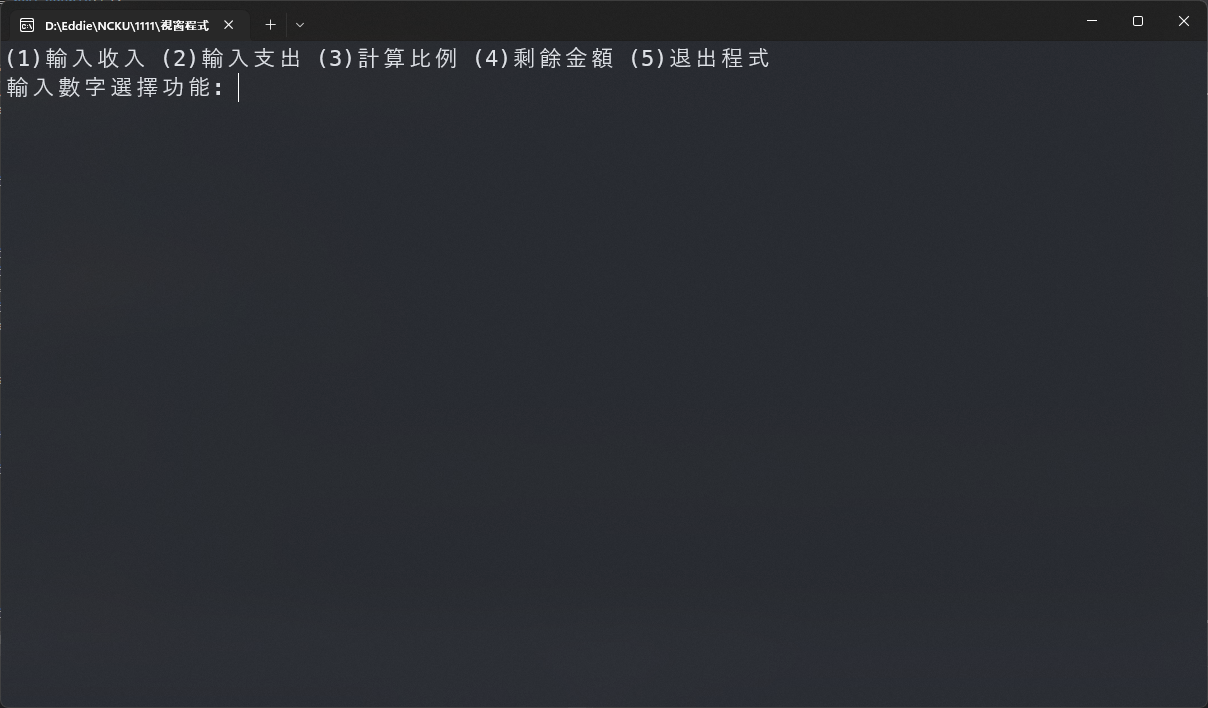 D:\Eddie\NCKU\1111\視窗程式
(1)輸入收入 (2)輸入支出 (3)計算比例 (4)剩餘金額 (5)退出程式
輸入數字選擇功能: